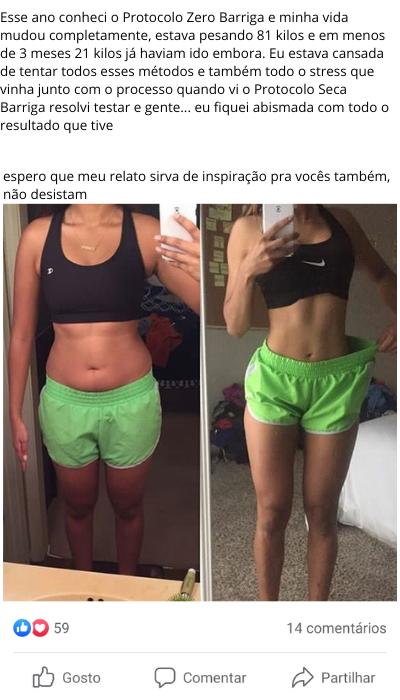 Esse ano conheci o Protocolo Zero Barriga e minha vida
mudou completamente, estava pesando 81 kilos e em menos
de 3 meses 21 kilos já haviam ido embora. Eu estava cansada
de tentar todos esses métodos e também todo o stress que
vinha junto com o processo quando vi o Protocolo Seca
Barriga resolvi testar e gente... eu fiquei abismada com todo o
resultado que tive
espero que meu relato sirva de inspiração pra vocês também,
não desistam
59
14 comentários
Gosto
Comentar
Partilhar